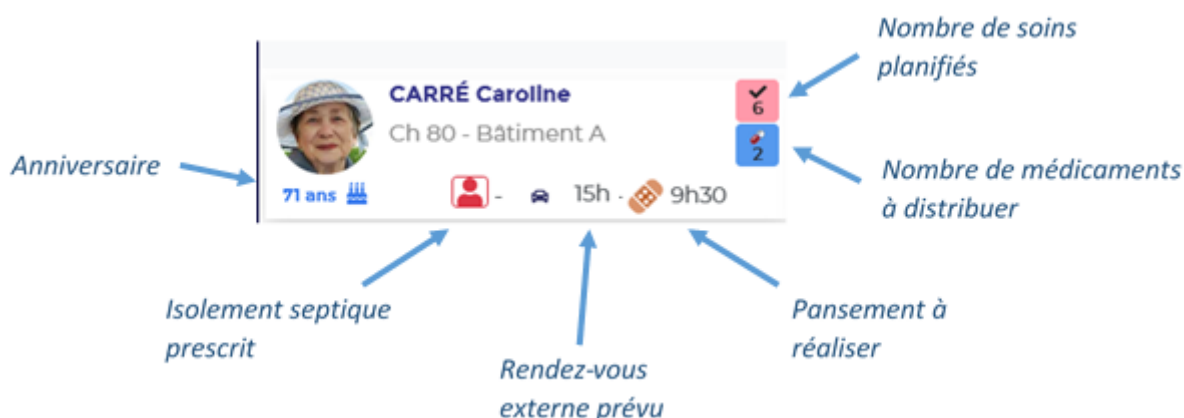 Nombre de soins
planifiés
CARRÉ Caroline
6
Ch 80 - Bâtiment A
2
Anniversaire
Nombre de médicaments
à distribuer
71 ans
- 15h - 9h30
Isolement septique
prescrit
Pansement à
réaliser
Rendez-vous
externe prévu